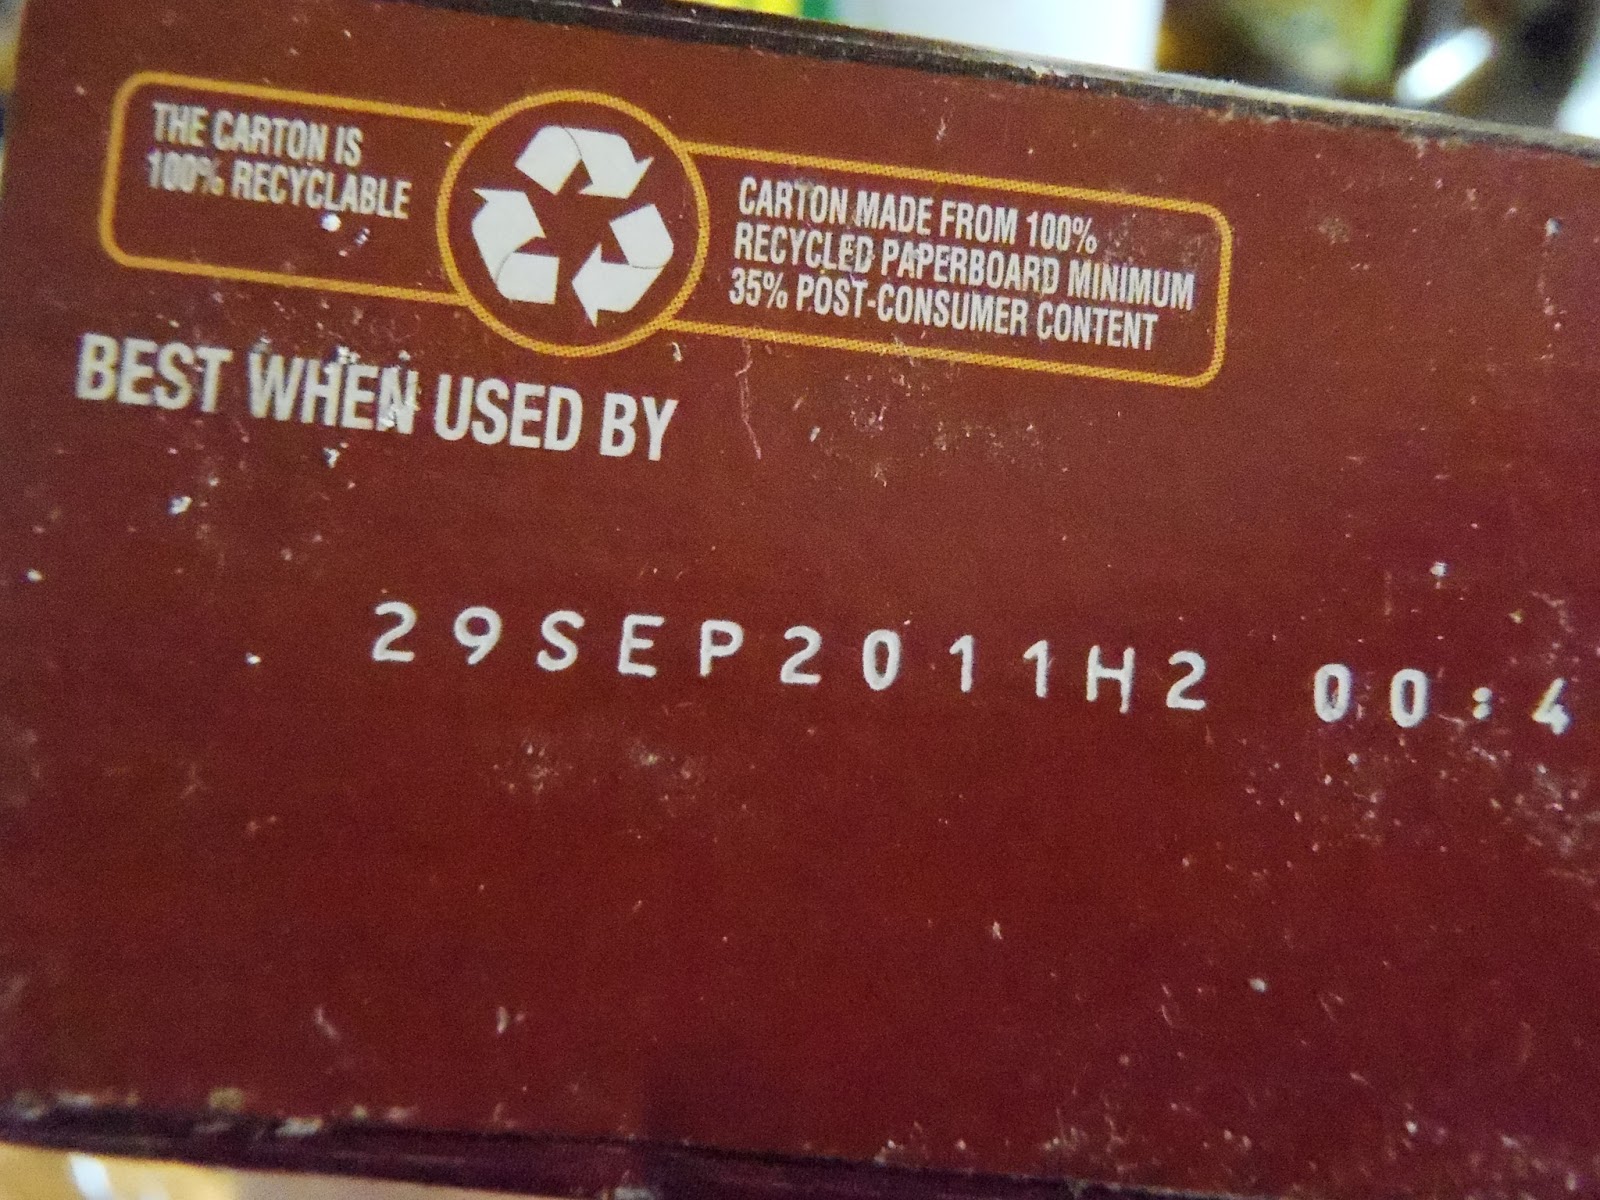 THE CARTON IS
100% RECYCLABLE
CARTON MADE FROM 100%
RECYCLED PAPERBOARD MINIMUM
35% POST-CONSUMER CONTENT
BEST WHEN USED BY
29SEP2011H2 00:4